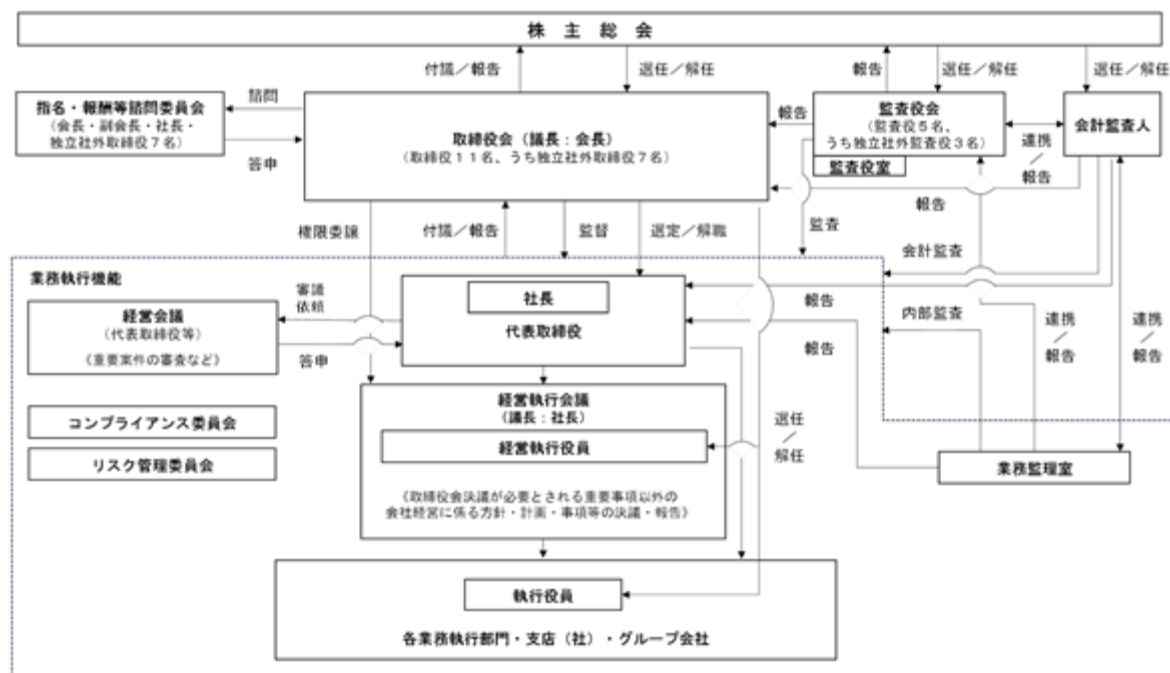 株 主 総 会
付議／報告
選任／解任
報告
選任／解任
選任／解任
指名・報酬等諮問委員会
（会長・副会長・社長・
独立社外取締役７名）
諮問
答申
取締役会（議長：会長）
（取締役１１名、うち独立社外取締役７名）
報告
監査役会
（監査役５名、
うち独立社外監査役３名）
監査役室
連携
／
報告
会計監査人
報告
権限委譲
付議／報告
監督
選定／解職
監査
会計監査
業務執行機能
経営会議
（代表取締役等）
（重要案件の審査など）
審議
依頼
答申
社長
代表取締役
報告
報告
内部監査
連携
／
報告
連携
／
報告
経営執行会議
（議長：社長）
経営執行役員
（取締役会決議が必要とされる重要事項以外の
会社経営に係る方針・計画・事項等の決議・報告）
選任
／
解任
コンプライアンス委員会
リスク管理委員会
業務監理室
執行役員
各業務執行部門・支店（社）・グループ会社